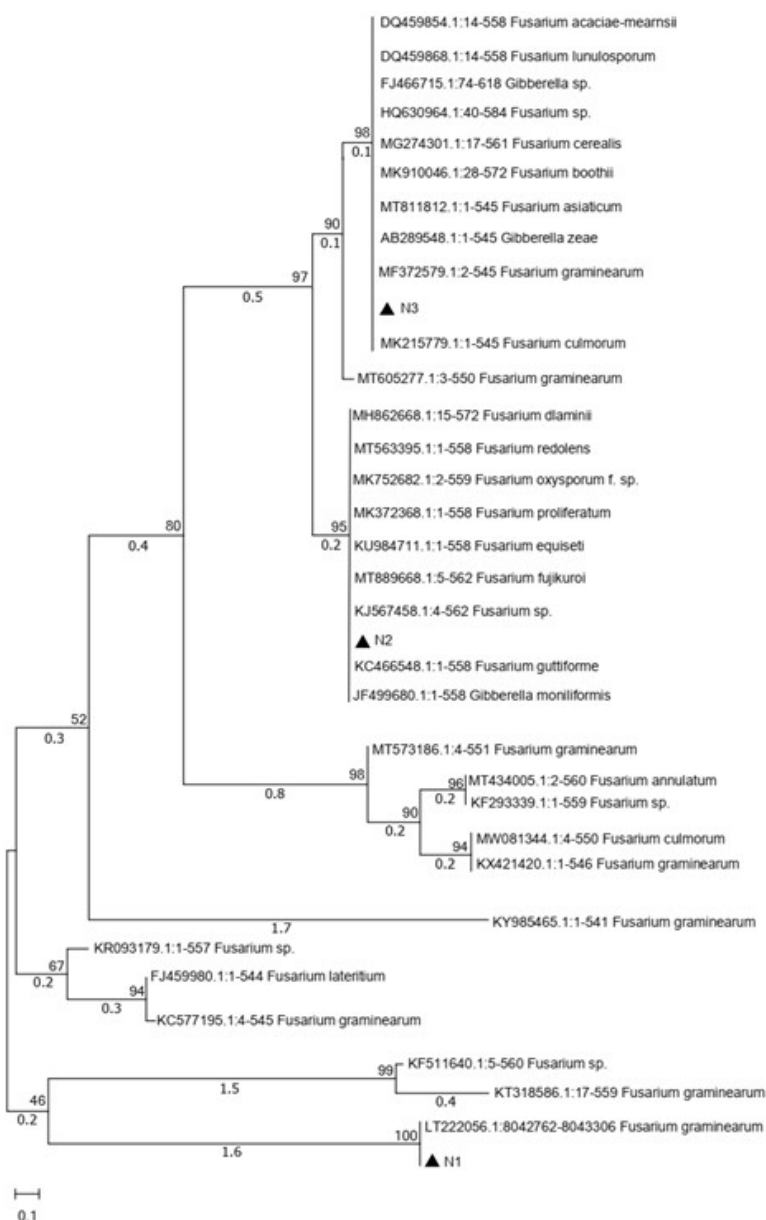 DQ459854.1:14-558 Fusarium acaciae-mearnsii
DQ459868.1:14-558 Fusarium lunulosporum
FJ466715.1:74-618 Gibberella sp.
HQ630964.1:40-584 Fusarium sp.
98
MG274301.1:17-561 Fusarium cerealis
0.1
MK910046.1:28-572 Fusarium boothii
MT811812.1:1-545 Fusarium asiaticum
90
AB289548.1:1-545 Gibberella zeae
0.1
MF372579.1:2-545 Fusarium graminearum
97
0.5
N3
MK215779.1:1-545 Fusarium culmorum
MT605277.1:3-550 Fusarium graminearum
MH862668.1:15-572 Fusarium dlaminii
MT563395.1:1-558 Fusarium redolens
MK752682.1:2-559 Fusarium oxysporum f. sp.
MK372368.1:1-558 Fusarium proliferatum
80
95
0.4
0.2
KU984711.1:1-558 Fusarium equiseti
MT889668.1:5-562 Fusarium fujikuroi
KJ567458.1:4-562 Fusarium sp.
N2
KC466548.1:1-558 Fusarium guttiforme
JF499680.1:1-558 Gibberella moniliformis
52
0.3
MT573186.1:4-551 Fusarium graminearum
98
0.8
96
MT434005.1:2-560 Fusarium annulatum
0.2
KF293339.1:1-559 Fusarium sp.
90
0.2
MW081344.1:4-550 Fusarium culmorum
94
0.2
KX421420.1:1-546 Fusarium graminearum
1.7
KY985465.1:1-541 Fusarium graminearum
KR093179.1:1-557 Fusarium sp.
67
0.2
FJ459980.1:1-544 Fusarium lateritium
94
0.3
KC577195.1:4-545 Fusarium graminearum
KF511640.1:5-560 Fusarium sp.
99
1.5
KT318586.1:17-559 Fusarium graminearum
0.4
46
0.2
LT222056.1:8042762-8043306 Fusarium graminearum
100
1.6
N1
0.1